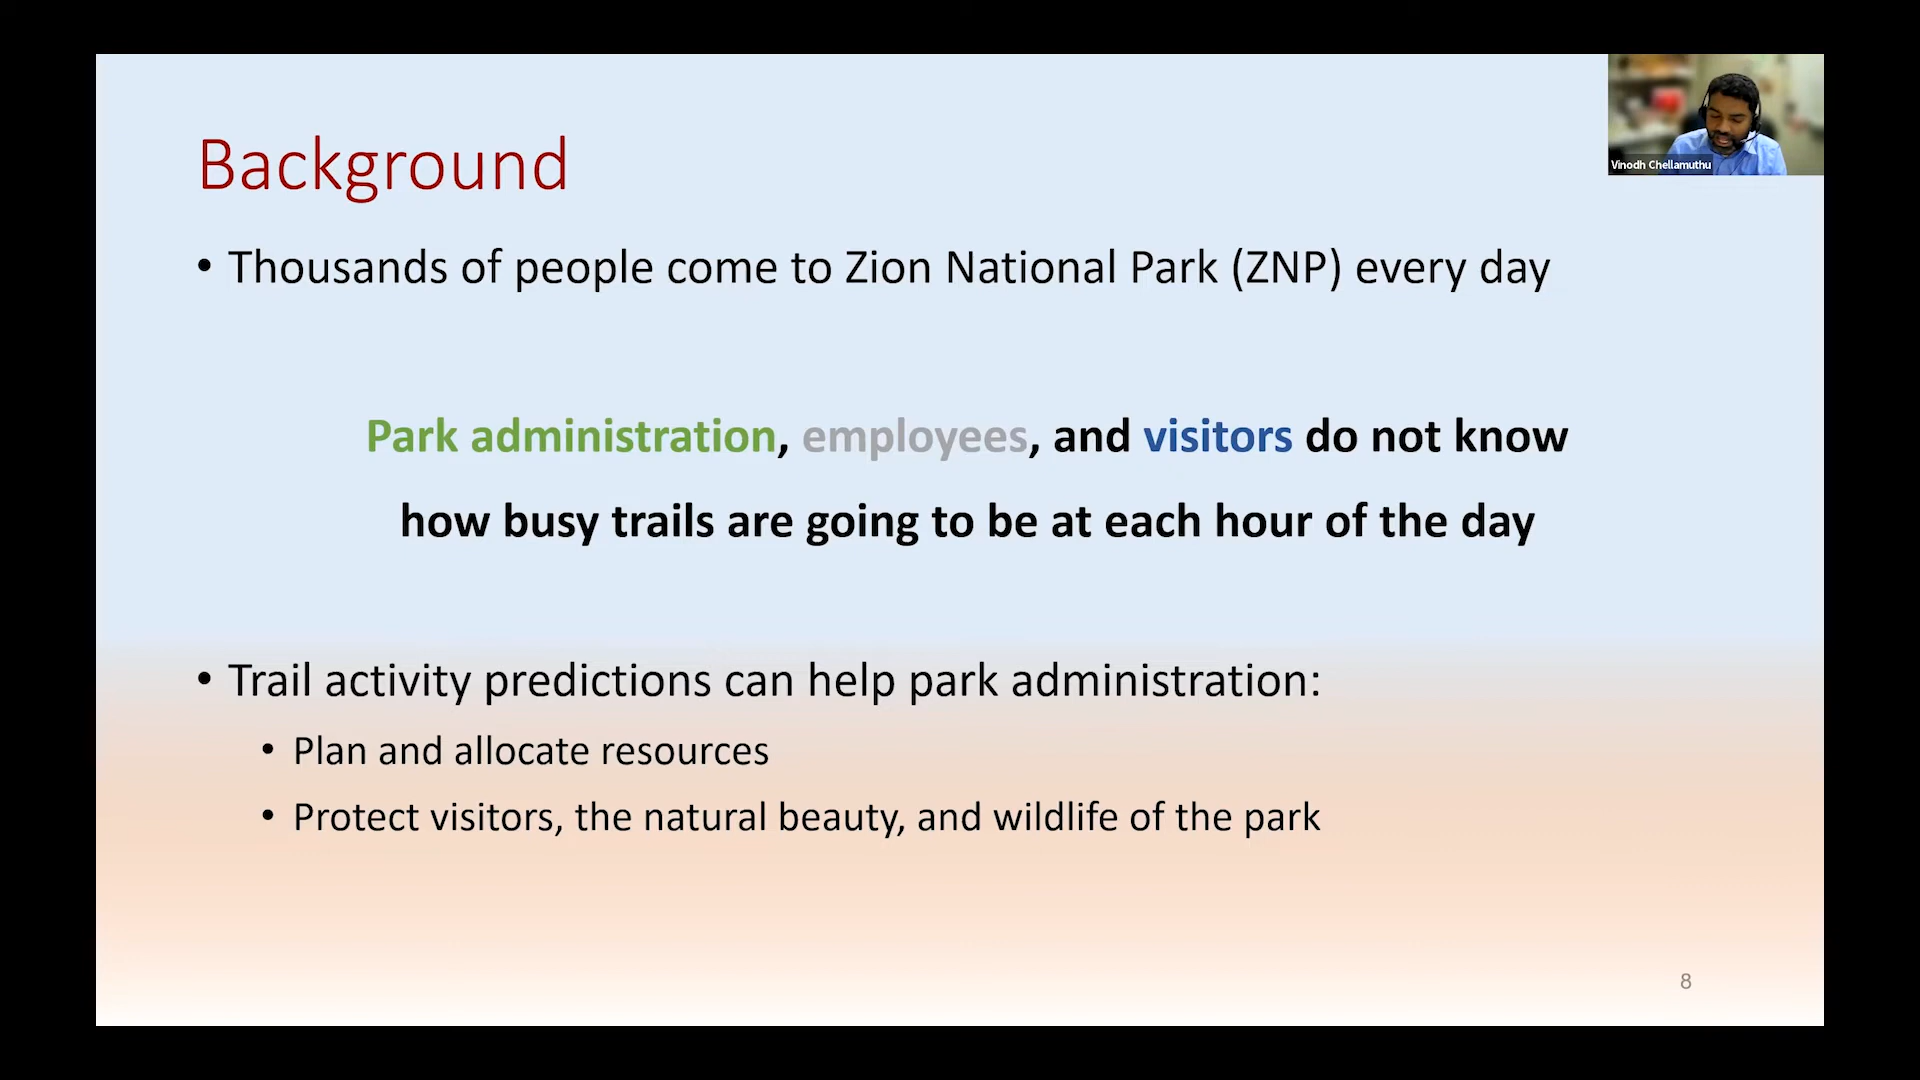 Vinodh Chellamuthu
Background
• Thousands of people come to Zion National Park (ZNP) every day
Park administration, employees, and visitors do not know
how busy trails are going to be at each hour of the day
• Trail activity predictions can help park administration:
• Plan and allocate resources
• Protect visitors, the natural beauty, and wildlife of the park
8